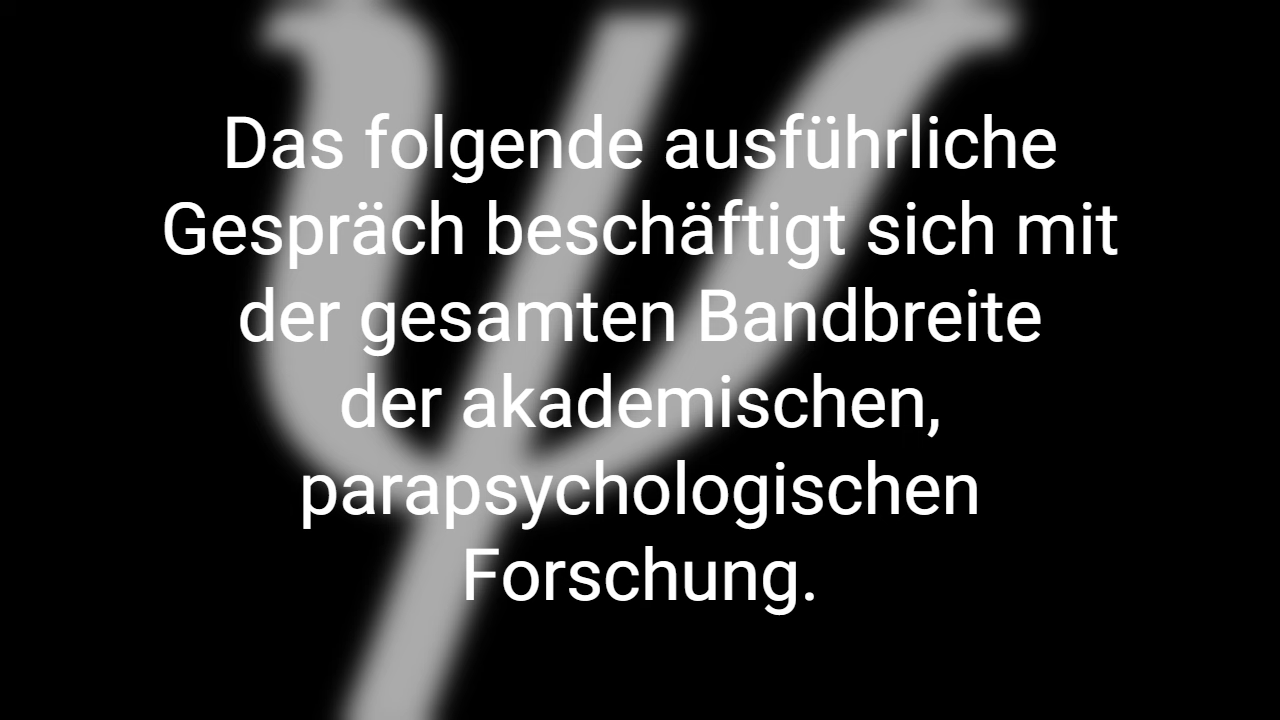 Das folgende ausführliche
Gespräch beschäftigt sich mit
der gesamten Bandbreite
der akademischen,
parapsychologischen
Forschung.